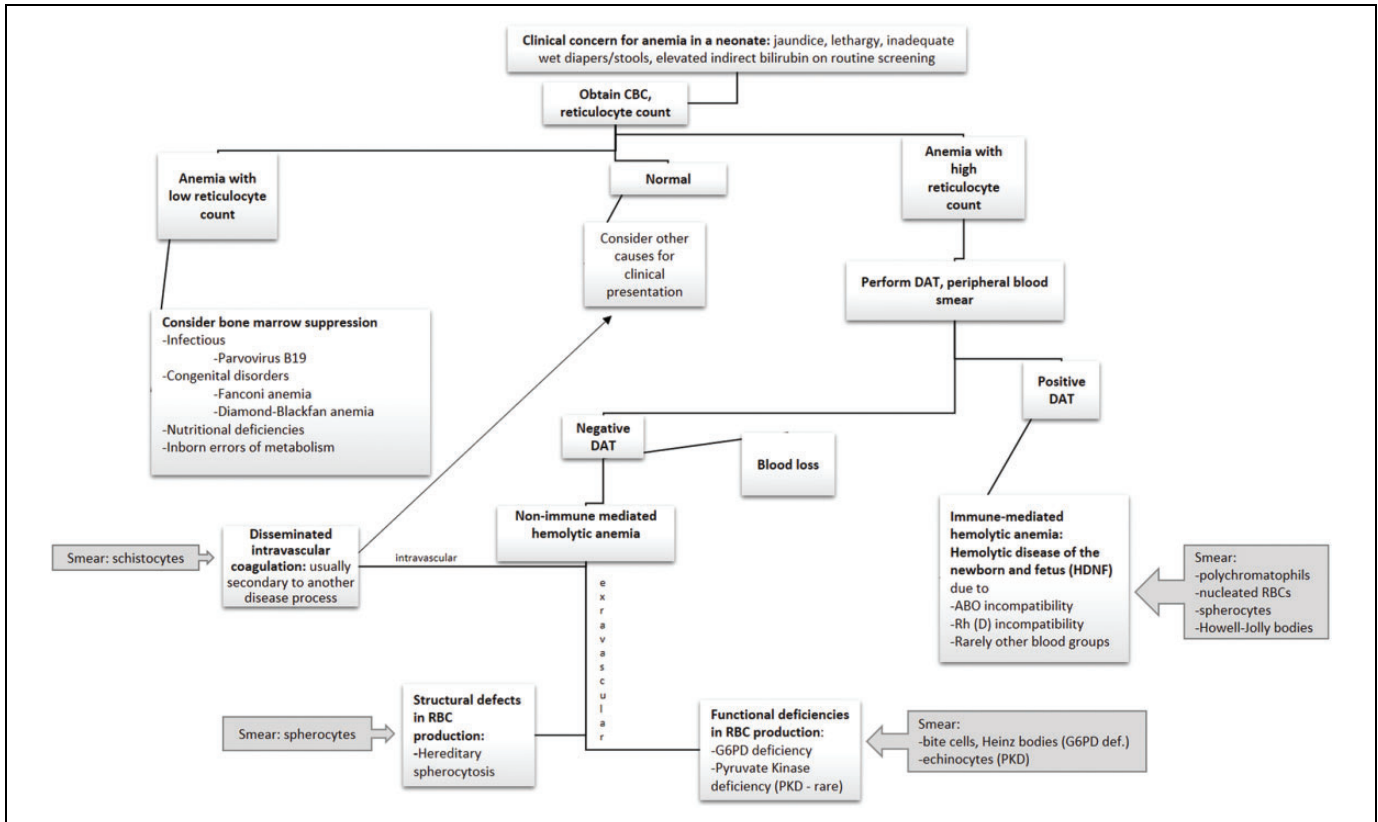 Clinical concern for anemia in a neonate: jaundice, lethargy, inadequate
wet diapers/stools, elevated indirect bilirubin on routine screening
Obtain CBC,
reticulocyte count
Anemia with
low reticulocyte
count
Normal
Anemia with
high
reticulocyte
count
Consider other
causes for
clinical
presentation
Perform DAT, peripheral blood
smear
Consider bone marrow suppression
-Infectious
-Parvovirus B19
-Congenital disorders
-Fanconi anemia
-Diamond-Blackfan anemia
-Nutritional deficiencies
-Inborn errors of metabolism
Positive
DAT
Negative
DAT
Blood loss
Non-immune mediated
hemolytic anemia
Immune-mediated
hemolytic anemia:
Hemolytic disease of the
newborn and fetus (HDNF)
due to
-ABO incompatibility
-Rh (D) incompatibility
-Rarely other blood groups
Smear:
-polychromatophils
-nucleated RBCs
-spherocytes
-Howell-Jolly bodies
Smear: schistocytes
Disseminated
intravascular
coagulation: usually
secondary to another
disease process
intravascular
extravascular
Smear: spherocytes
Structural defects
in RBC
production:
-Hereditary
spherocytosis
Functional deficiencies
in RBC production:
-G6PD deficiency
-Pyruvate Kinase
deficiency (PKD - rare)
Smear:
-bite cells, Heinz bodies (G6PD def.)
-echinocytes (PKD)